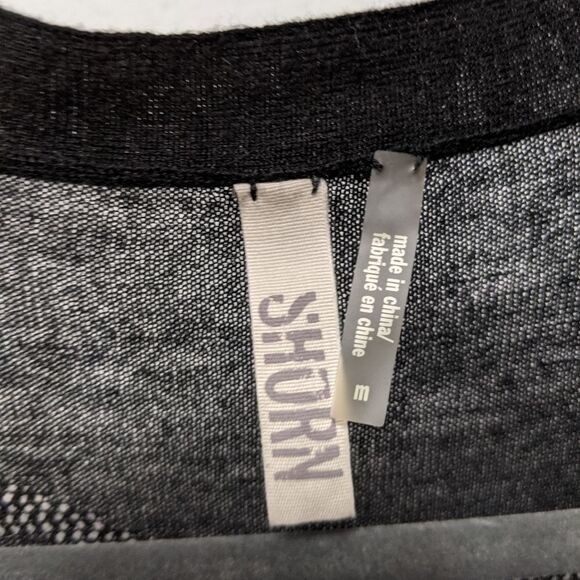 SHORN
made in china/
fabriqué en chine
m